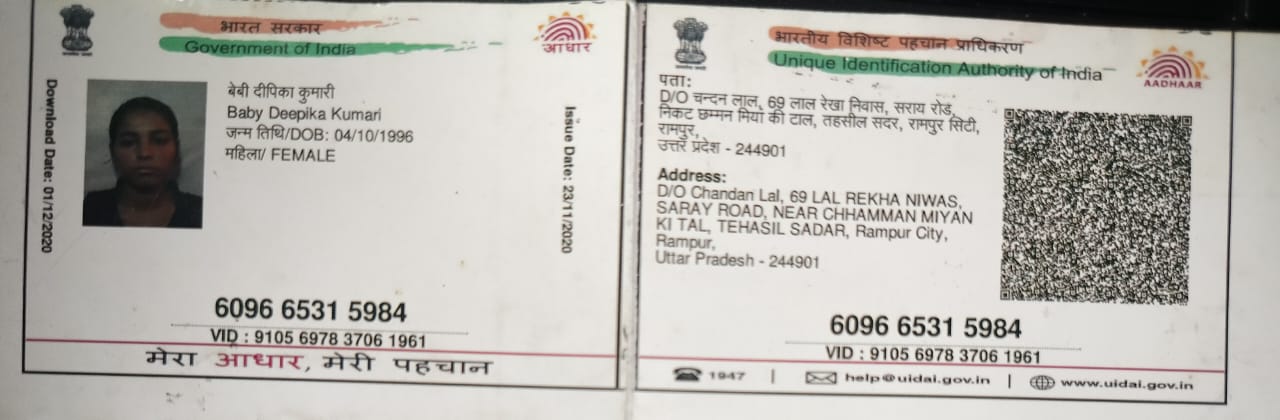 भारत सरकार
Government of India
आधार
Download Date: 01/12/2020
बेबी दीपिका कुमारी
Baby Deepika Kumari
जन्म तिथि/DOB: 04/10/1996
महिला/ FEMALE
Issue Date: 23/11/2020
6096 6531 5984
VID : 9105 6978 3706 1961
मेरा आधार, मेरी पहचान
भारतीय विशिष्ट पहचान प्राधिकरण
Unique Identification Authority of India
AADHAAR
पता:
D/O चन्दन लाल, 69 लाल रेखा निवास, सराय रोड,
निकट छम्मन मियां की टाल, तहसील सदर, रामपुर सिटी,
रामपुर,
उत्तर प्रदेश - 244901
Address:
D/O Chandan Lal, 69 LAL REKHA NIWAS,
SARAY ROAD, NEAR CHHAMMAN MIYAN
KI TAL, TEHASIL SADAR, Rampur City,
Rampur,
Uttar Pradesh - 244901
6096 6531 5984
VID : 9105 6978 3706 1961
1947 | help@uidai.gov.in | www.uidai.gov.in